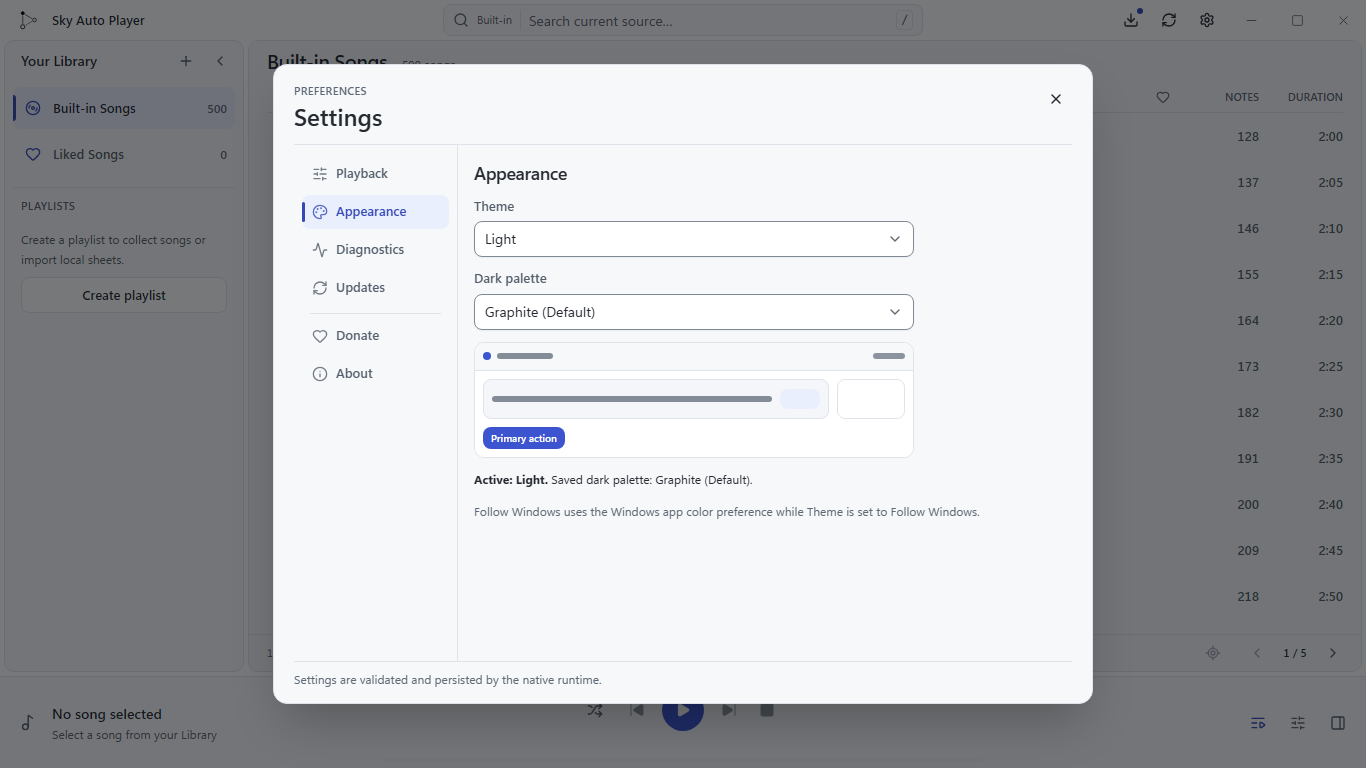 Sky Auto Player
Built-in
Search current source...
/
Your Library
Built-in Songs 500
Liked Songs 0
PLAYLISTS
Create a playlist to collect songs or
import local sheets.
Create playlist
Built-in Songs 500 songs
NOTES DURATION
128 2:00
137 2:05
146 2:10
155 2:15
164 2:20
173 2:25
182 2:30
191 2:35
200 2:40
209 2:45
218 2:50
1 / 5
PREFERENCES
Settings
Playback
Appearance
Diagnostics
Updates
Donate
About
Appearance
Theme
Light
Dark palette
Graphite (Default)
Primary action
Active: Light. Saved dark palette: Graphite (Default).
Follow Windows uses the Windows app color preference while Theme is set to Follow Windows.
Settings are validated and persisted by the native runtime.
No song selected
Select a song from your Library